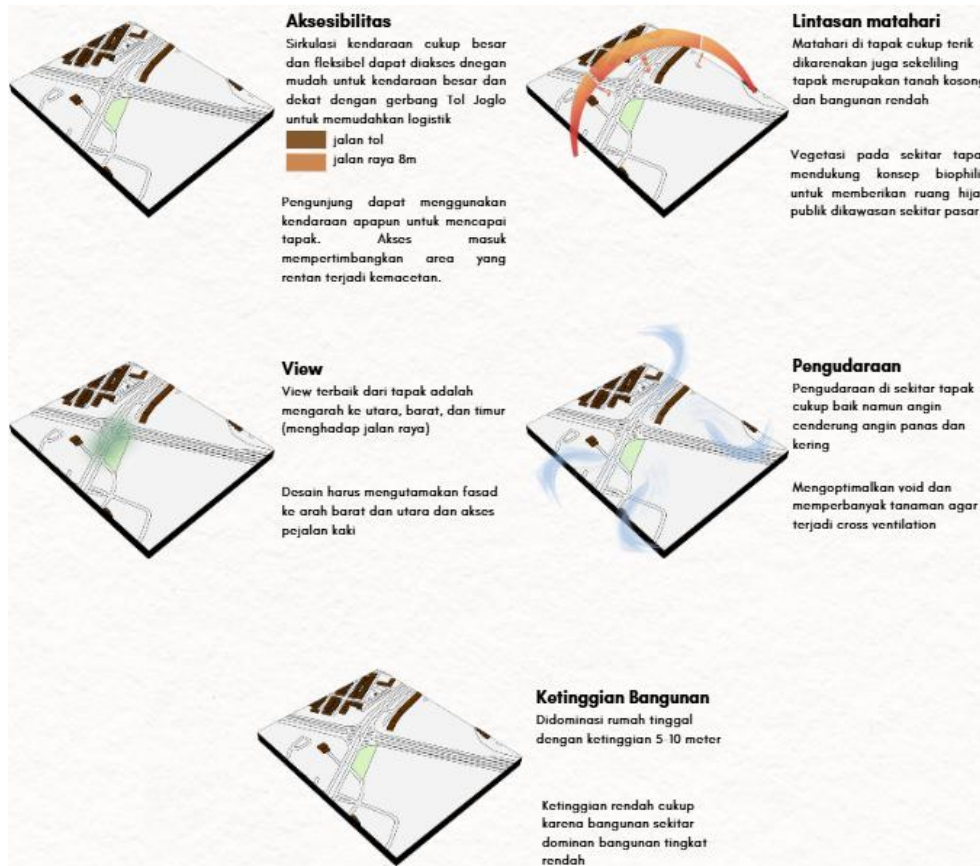 Aksesibilitas
Sirkulasi kendaraan cukup besar
dan fleksibel dapat diakses dnegan
mudah untuk kendaraan besar dan
dekat dengan gerbang Tol Joglo
untuk memudahkan logistik
jalan tol
jalan raya 8m
Pengunjung dapat menggunakan
kendaraan apapun untuk mencapai
tapak. Akses masuk
mempertimbangkan area yang
rentan terjadi kemacetan.
Lintasan matahari
Matahari di tapak cukup terik
dikarenakan juga sekeliling
tapak merupakan tanah kosong
dan bangunan rendah
Vegetasi pada sekitar tapa
mendukung konsep biophili
untuk memberikan ruang hija
publik dikawasan sekitar pasar
View
View terbaik dari tapak adalah
mengarah ke utara, barat, dan timur
(menghadap jalan raya)
Desain harus mengutamakan fasad
ke arah barat dan utara dan akses
pejalan kaki
Pengudaraan
Pengudaraan di sekitar tapak
cukup baik namun angin
cenderung angin panas dan
kering
Mengoptimalkan void dan
memperbanyak tanaman agar
terjadi cross ventilation
Ketinggian Bangunan
Didominasi rumah tinggal
dengan ketinggian 5-10 meter
Ketinggian rendah cukup
karena bangunan sekitar
dominan bangunan tingkat
rendah